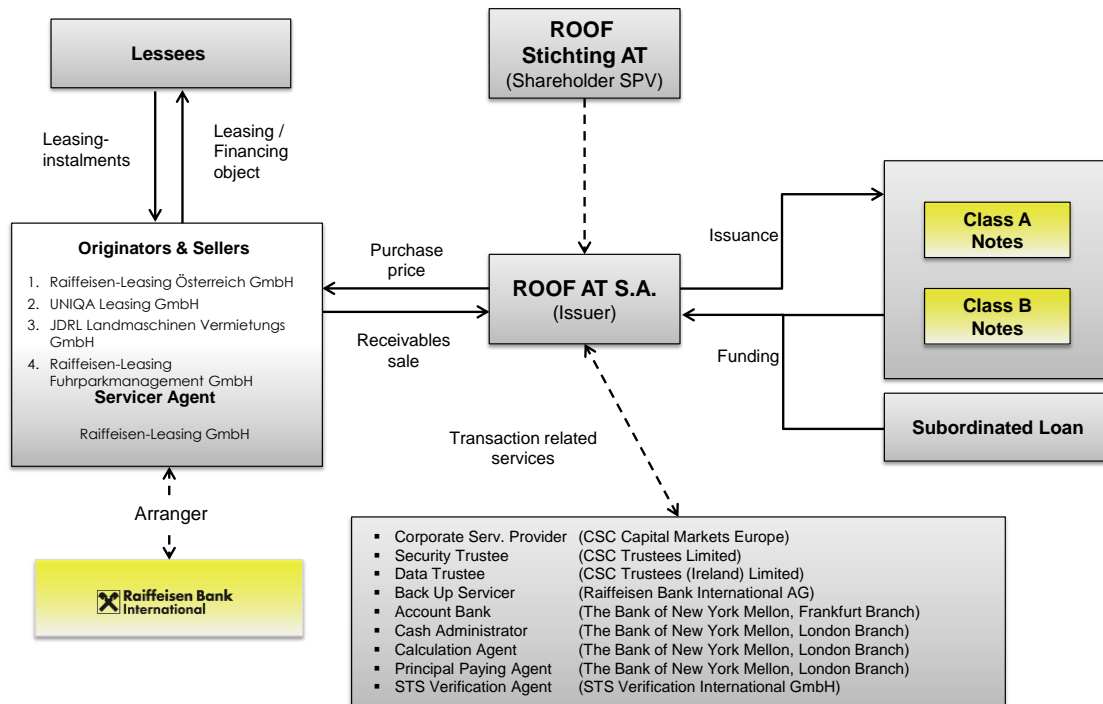 Lessees
ROOF
Stichting AT
(Shareholder SPV)
Leasing-
instalments
Leasing /
Financing
object
Originators & Sellers
1. Raiffeisen-Leasing Österreich GmbH
2. UNIQA Leasing GmbH
3. JDRL Landmaschinen Vermietungs
GmbH
4. Raiffeisen-Leasing
Fuhrparkmanagement GmbH
Servicer Agent
Raiffeisen-Leasing GmbH
Purchase
price
Receivables
sale
ROOF AT S.A.
(Issuer)
Issuance
Funding
Class A
Notes
Class B
Notes
Subordinated Loan
Transaction related
services
Arranger
Raiffeisen Bank
International
▪ Corporate Serv. Provider (CSC Capital Markets Europe)
▪ Security Trustee (CSC Trustees Limited)
▪ Data Trustee (CSC Trustees (Ireland) Limited)
▪ Back Up Servicer (Raiffeisen Bank International AG)
▪ Account Bank (The Bank of New York Mellon, Frankfurt Branch)
▪ Cash Administrator (The Bank of New York Mellon, London Branch)
▪ Calculation Agent (The Bank of New York Mellon, London Branch)
▪ Principal Paying Agent (The Bank of New York Mellon, London Branch)
▪ STS Verification Agent (STS Verification International GmbH)